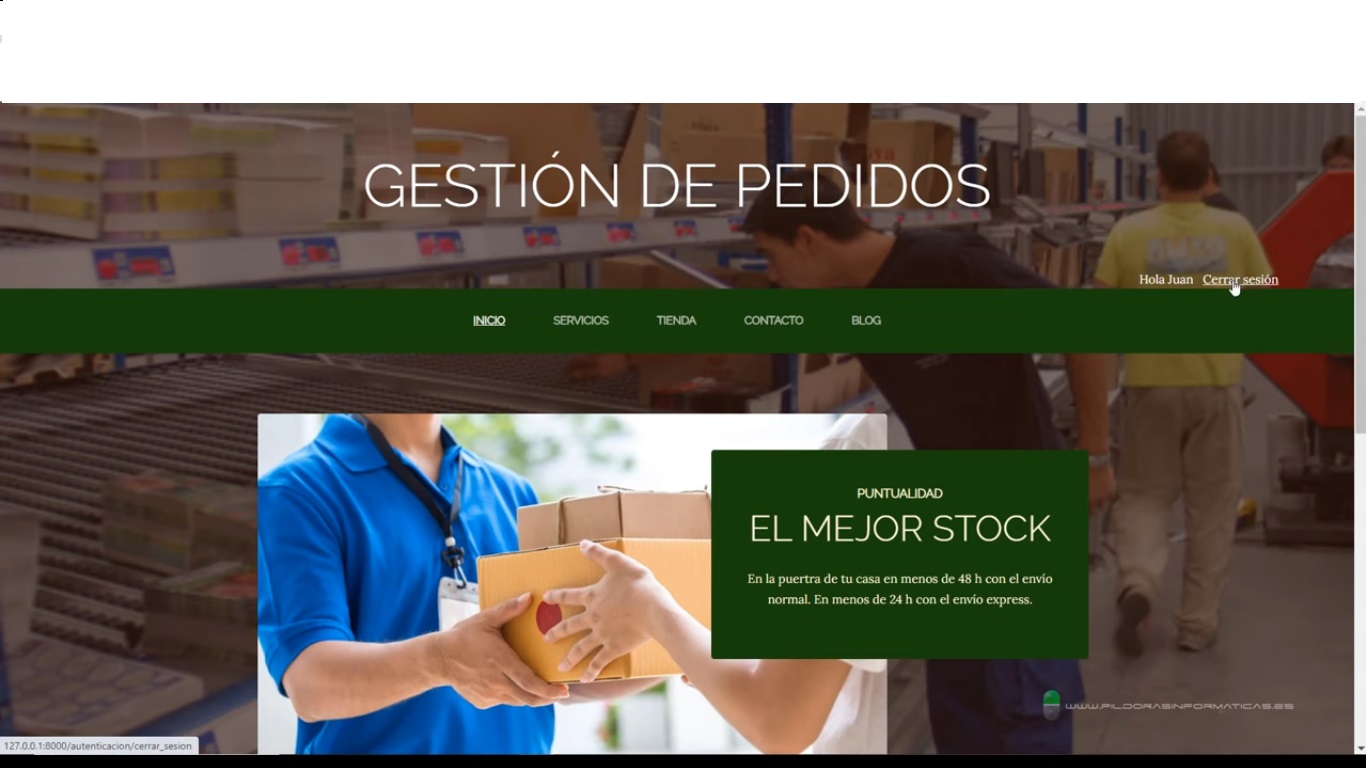 GESTIÓN DE PEDIDOS
Hola Juan Cerrar sesión
INICIO SERVICIOS TIENDA CONTACTO BLOG
PUNTUALIDAD
EL MEJOR STOCK
En la puertra de tu casa en menos de 48 h con el envío
normal. En menos de 24 h con el envío express.
WWW.PILDORASINFORMATICAS.ES
127.0.0.1:8000/autenticacion/cerrar_sesion